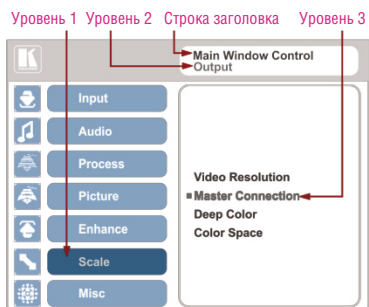 Уровень 1 Уровень 2 Строка заголовка Уровень 3
K
Main Window Control
Output
Input
Audio
Process
Picture
Enhance
Scale
Misc
Video Resolution
Master Connection
Deep Color
Color Space